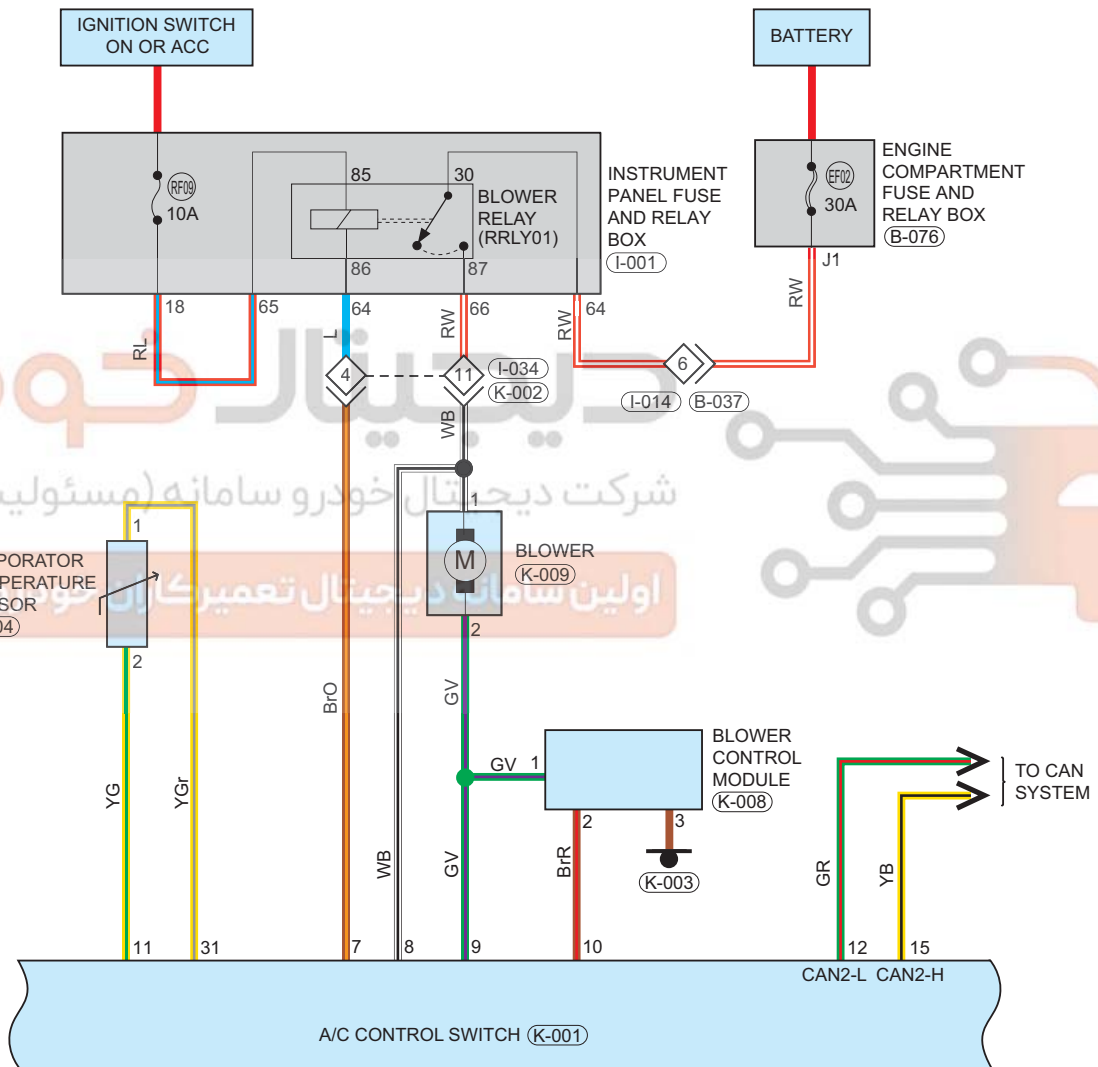 IGNITION SWITCH
ON OR ACC
BATTERY
RF09
10A
85
30
BLOWER
RELAY
(RRLY01)
86
87
INSTRUMENT
PANEL FUSE
AND RELAY
BOX
I-001
EF02
30A
ENGINE
COMPARTMENT
FUSE AND
RELAY BOX
B-076
J1
18
65
64
66
64
RL
L
RW
RW
RW
4
11
I-034
K-002
6
I-014
B-037
دیجیتال
شرکت دیجیتال خودرو سامانه
اولین سامانه دیجیتال تعمیرکاران
WB
1
M
BLOWER
K-009
2
1
PERATURE
2
BrO
GV
GV
1
BLOWER
CONTROL
MODULE
K-008
2
3
K-003
TO CAN
SYSTEM
YG
YGr
WB
GV
BrR
GR
YB
11
31
7
8
9
10
12
15
CAN2-L
CAN2-H
A/C CONTROL SWITCH
K-001